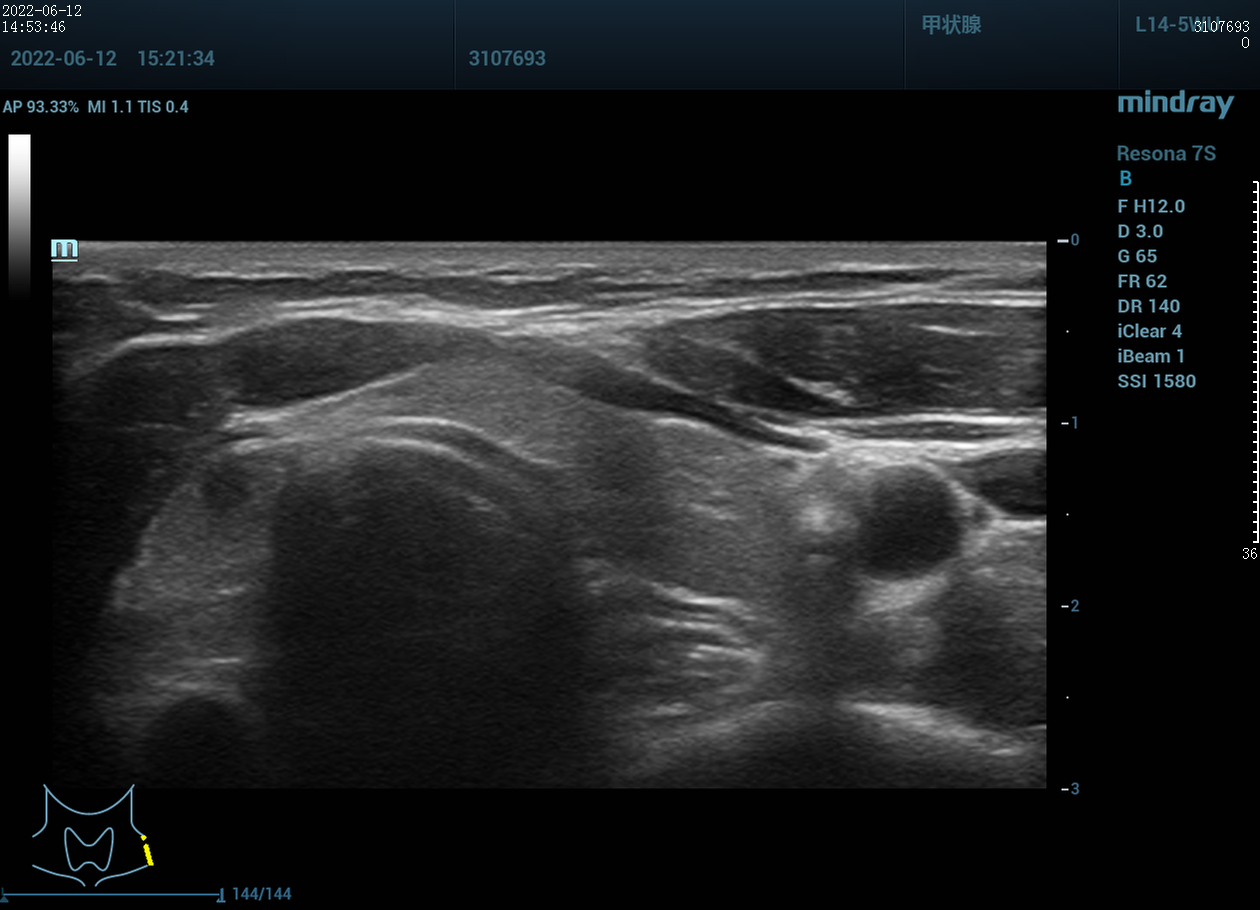 2022-06-12
14:53:46
甲状腺
3107693
0
2022-06-12 15:21:34
3107693
AP 93.33% MI 1.1 TIS 0.4
mindray
Resona 7S
B
F H12.0
D 3.0
G 65
FR 62
DR 140
iClear 4
iBeam 1
SSI 1580
m
0
1
2
3
36
144/144